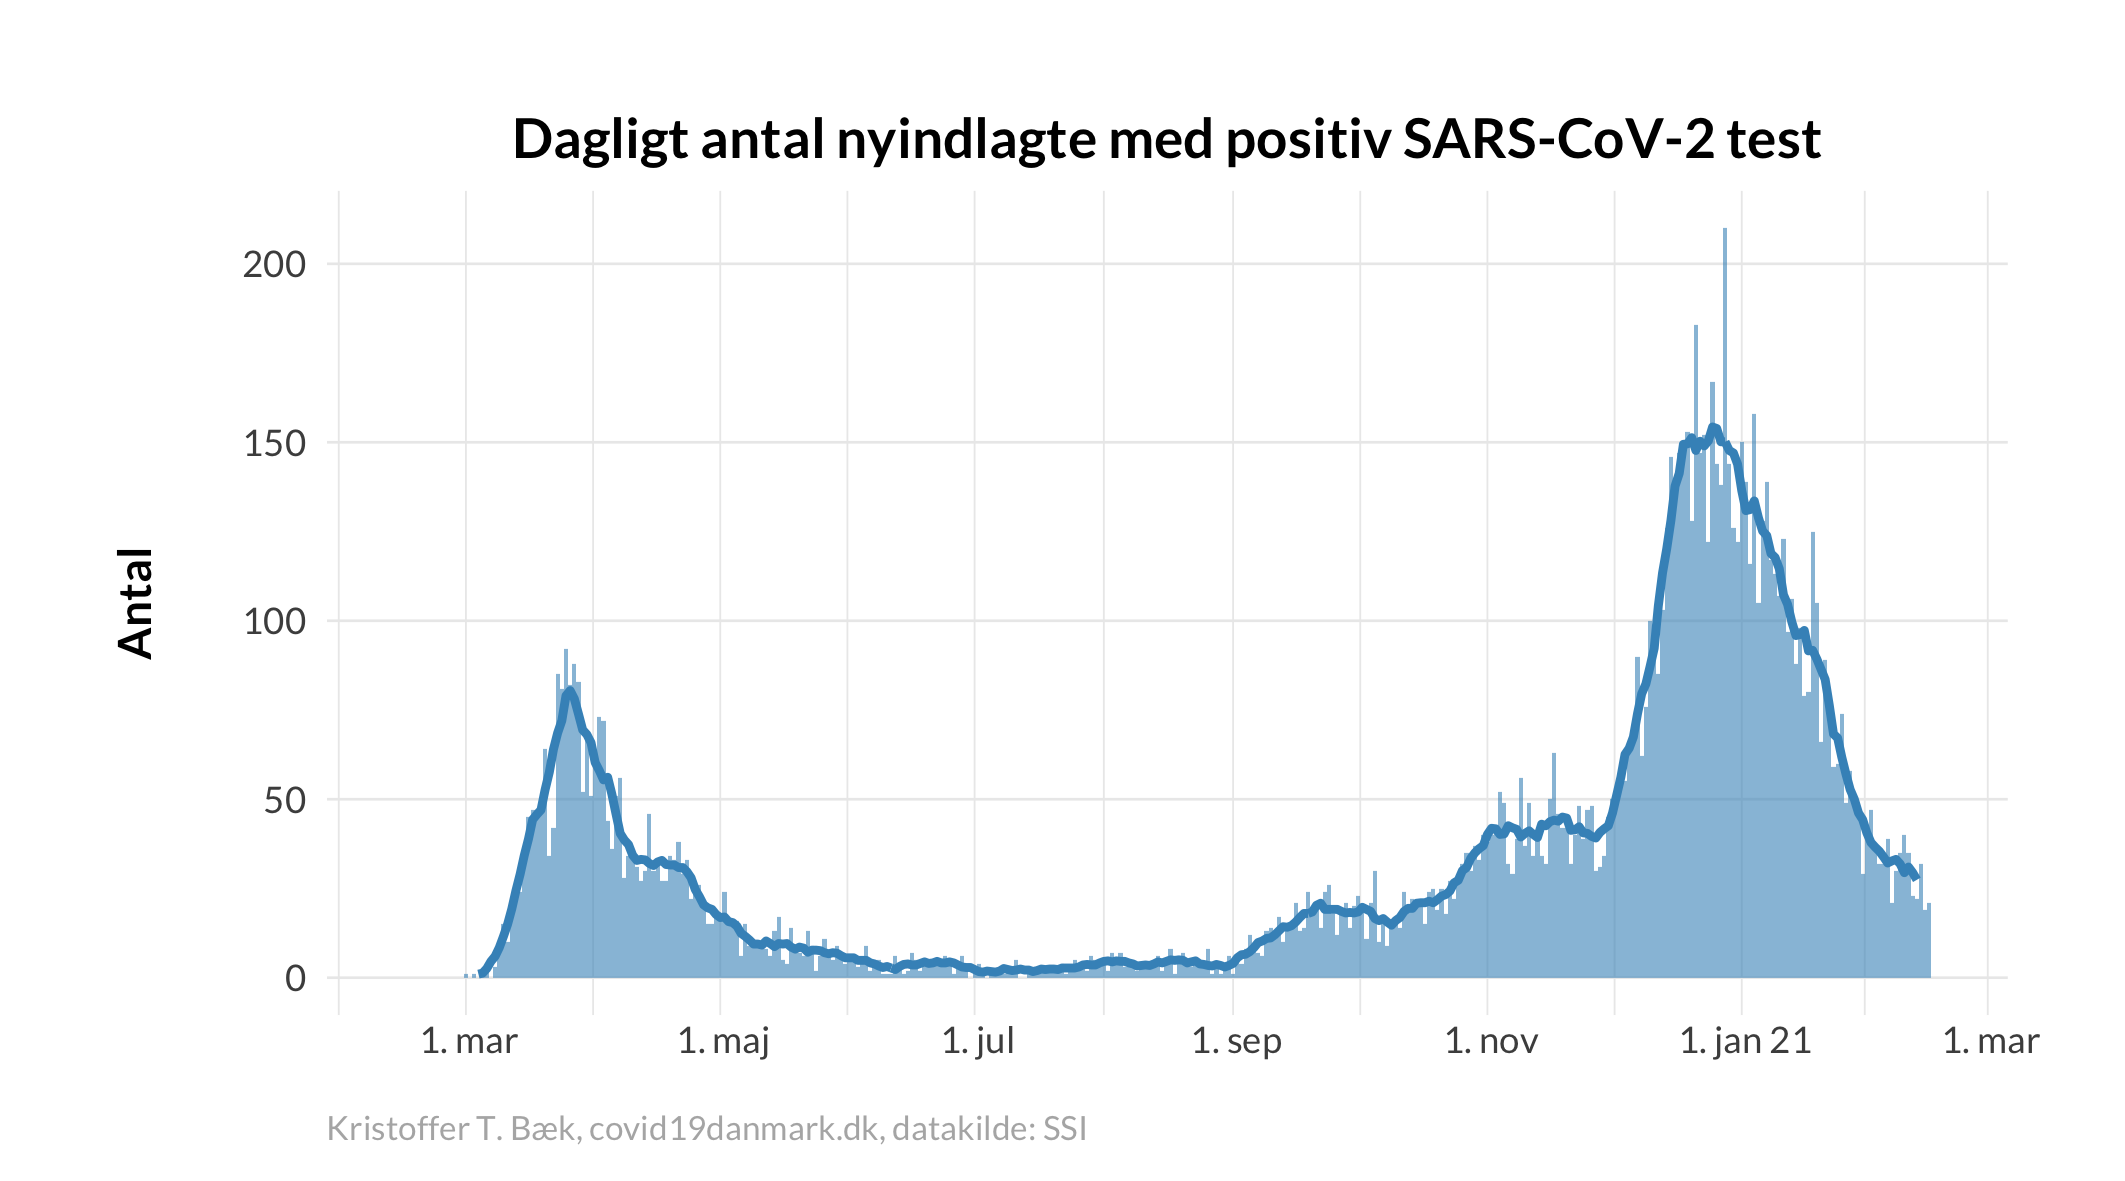 Dagligt antal nyindlagte med positiv SARS-CoV-2 test
Antal
200
150
100
50
0
1. mar
1. maj
1. jul
1. sep
1. nov
1. jan 21
1. mar
Kristoffer T. Bæk, covid19danmark.dk, datakilde: SSI